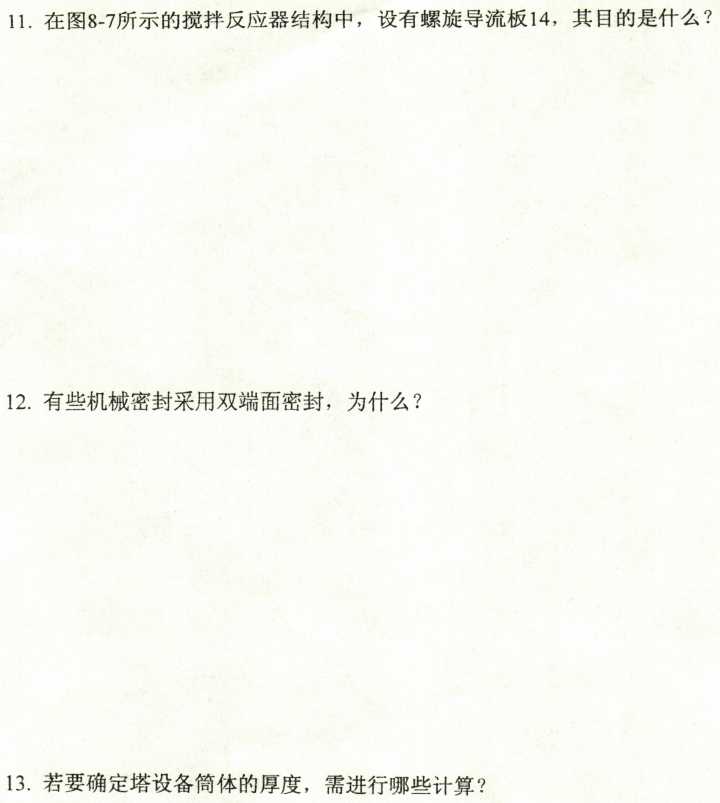 11. 在图8-7所示的搅拌反应器结构中，设有螺旋导流板14，其目的是什么？
12. 有些机械密封采用双端面密封，为什么？
13. 若要确定塔设备筒体的厚度，需进行哪些计算？